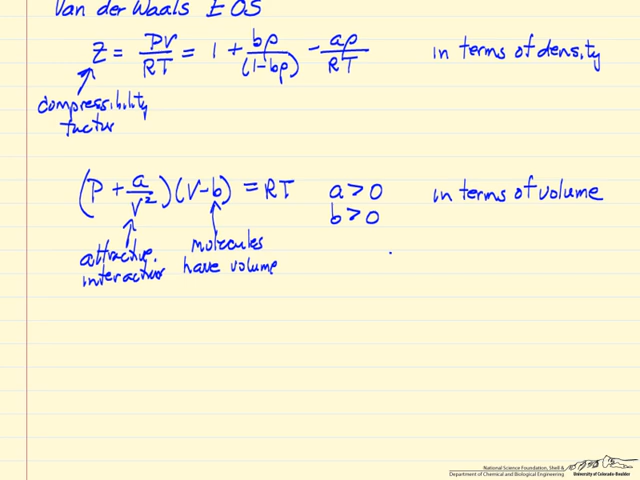 Van der Waals EOS
Z = PV/RT = 1 + bρ/(1-bρ) - aρ/RT in terms of density
compressibility
factor
(P + a/V²)(V-b) = RT a > 0 in terms of volume
b > 0
attractive molecules
interactions have volume
National Science Foundation, Shell &
Department of Chemical and Biological Engineering University of Colorado-Boulder